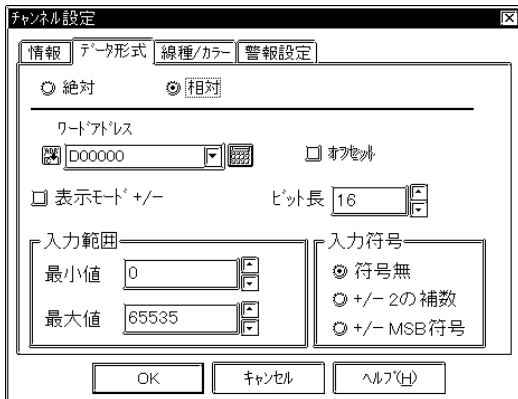 チャンネル設定
情報 データ形式 線種/カラー 警報設定
絶対 相対
ワードアドレス
D00000 オフセット
表示モード +/- ビット長 16
入力範囲
最小値 0
最大値 65535
入力符号
符号無
+/- 2の補数
+/- MSB符号
OK キャンセル ヘルプ(H)